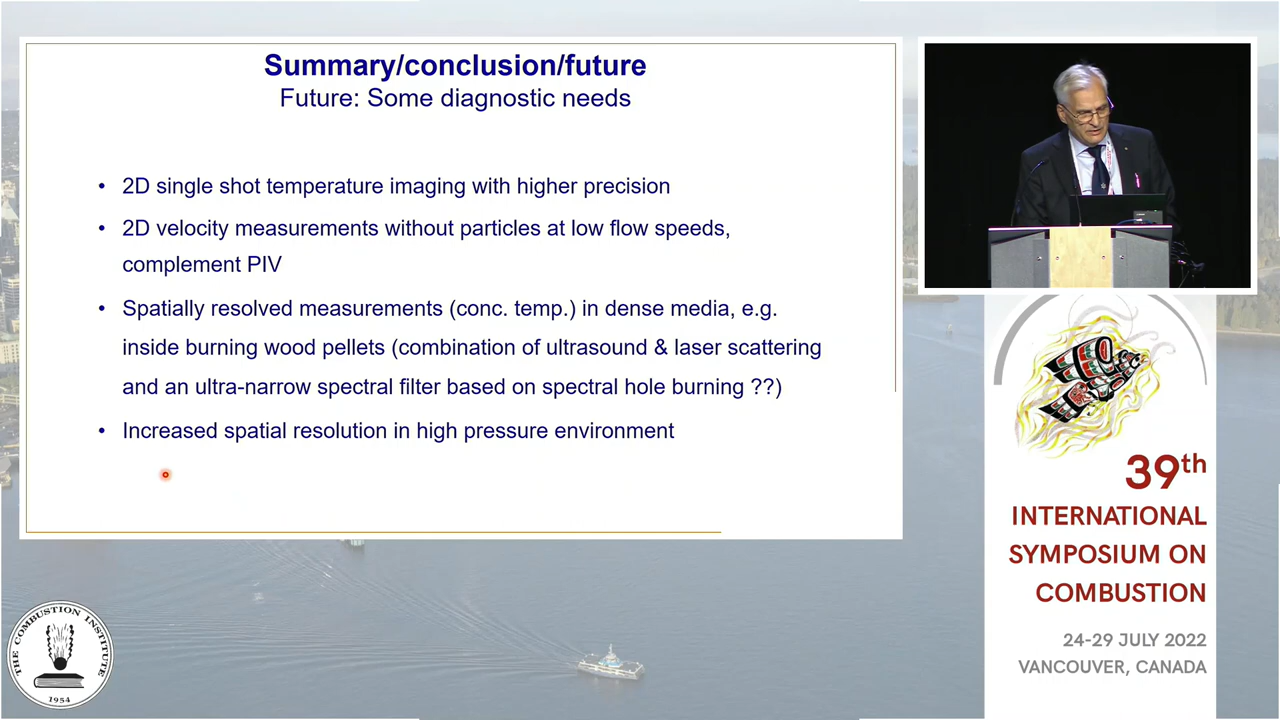 Summary/conclusion/future
Future: Some diagnostic needs
• 2D single shot temperature imaging with higher precision
• 2D velocity measurements without particles at low flow speeds,
complement PIV
• Spatially resolved measurements (conc. temp.) in dense media, e.g.
inside burning wood pellets (combination of ultrasound & laser scattering
and an ultra-narrow spectral filter based on spectral hole burning ??)
• Increased spatial resolution in high pressure environment
39th
INTERNATIONAL
SYMPOSIUM ON
COMBUSTION
24-29 JULY 2022
VANCOUVER, CANADA
THE COMBUSTION INSTITUTE
1954